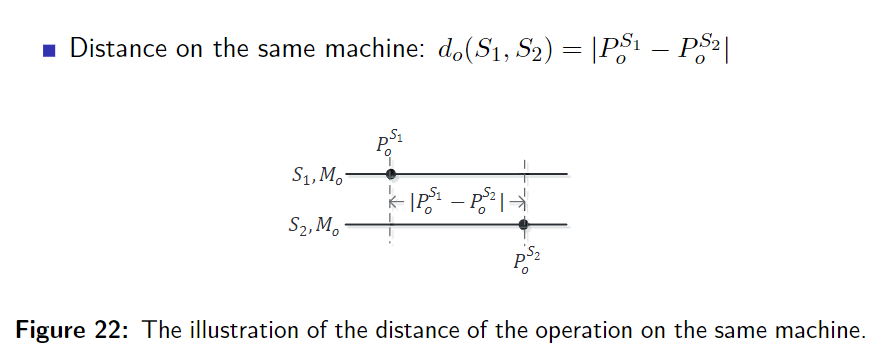 Distance on the same machine: $d_o(S_1, S_2) = |P_o^{S_1} - P_o^{S_2}|$
$P_o^{S_1}$
$S_1, M_o$
$|P_o^{S_1} - P_o^{S_2}|$
$S_2, M_o$
$P_o^{S_2}$
Figure 22: The illustration of the distance of the operation on the same machine.